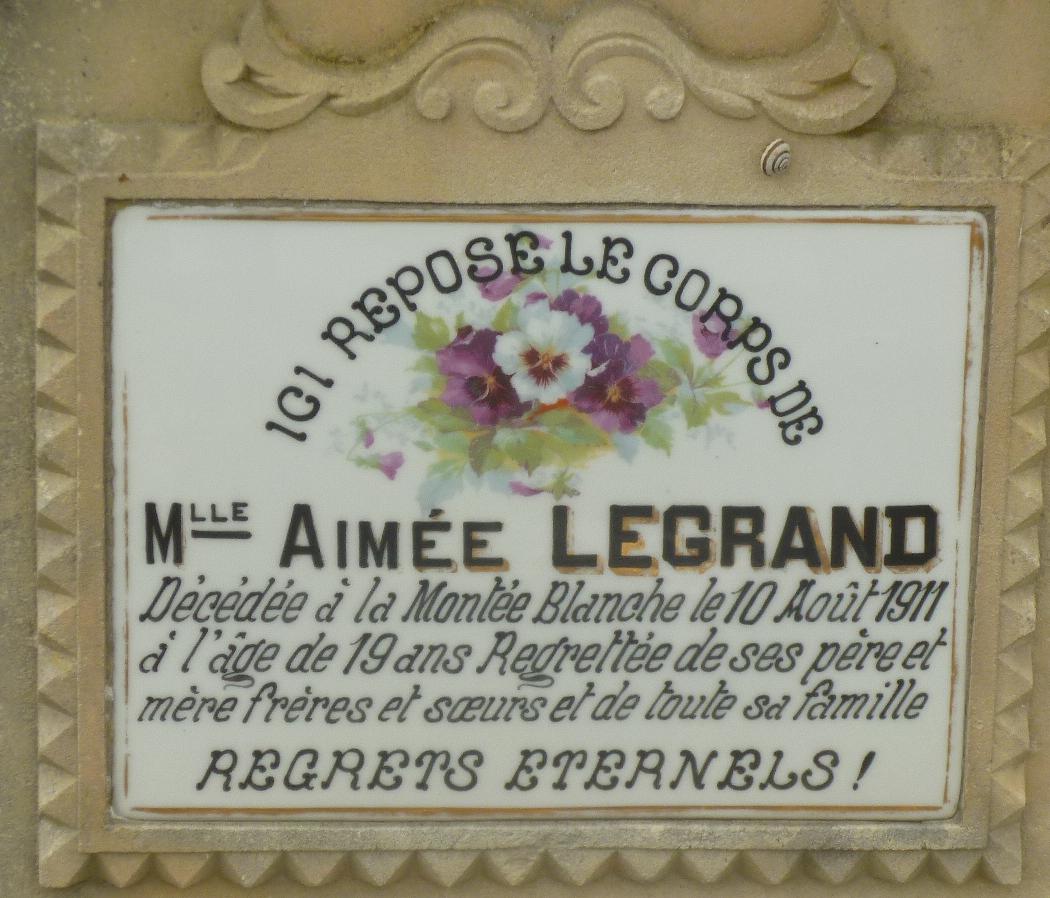 ICI REPOSE LE CORPS DE
MLLE AIMÉE LEGRAND
Décédée à la Montée Blanche le 10 Août 1911
à l'âge de 19 ans Regrettée de ses père et
mère frères et sœurs et de toute sa famille
REGRETS ETERNELS !